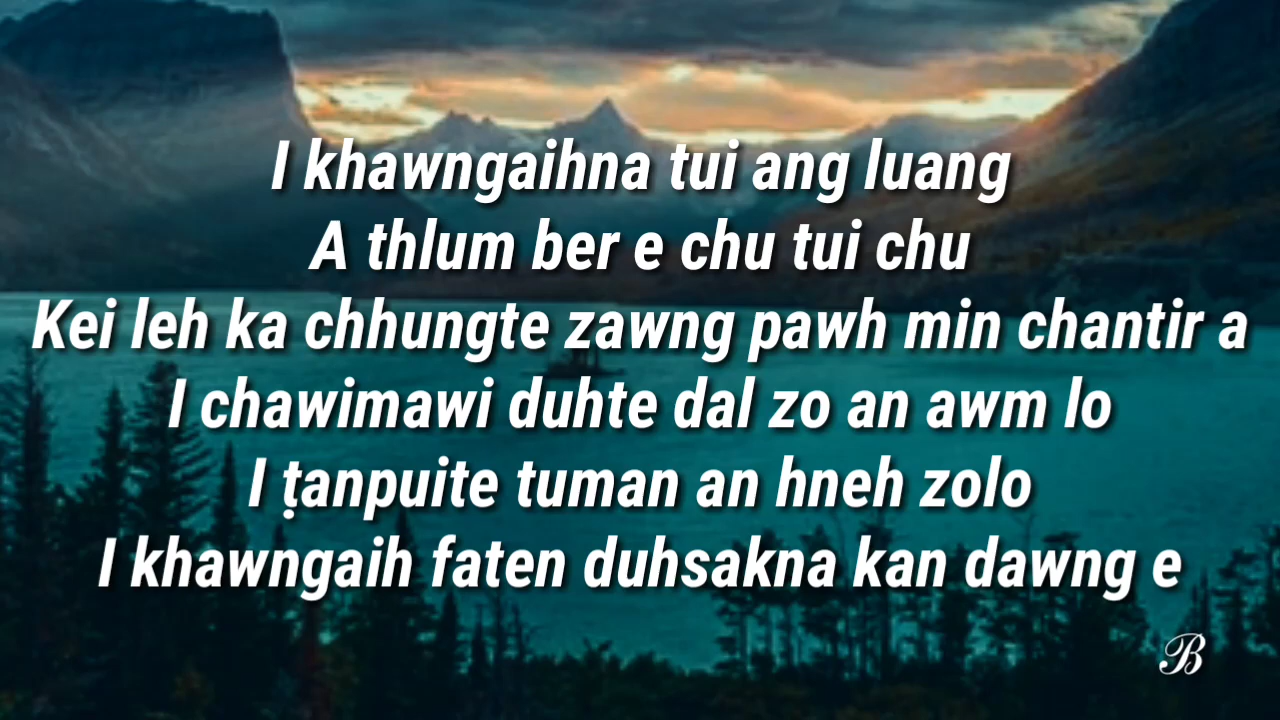 I khawngaihna tui ang luang
A thlum ber e chu tui chu
Kei leh ka chhungte zawng pawh min chantir a
I chawimawi duhte dal zo an awm lo
I ṭanpuite tuman an hneh zolo
I khawngaih faten duhsakna kan dawng e
B